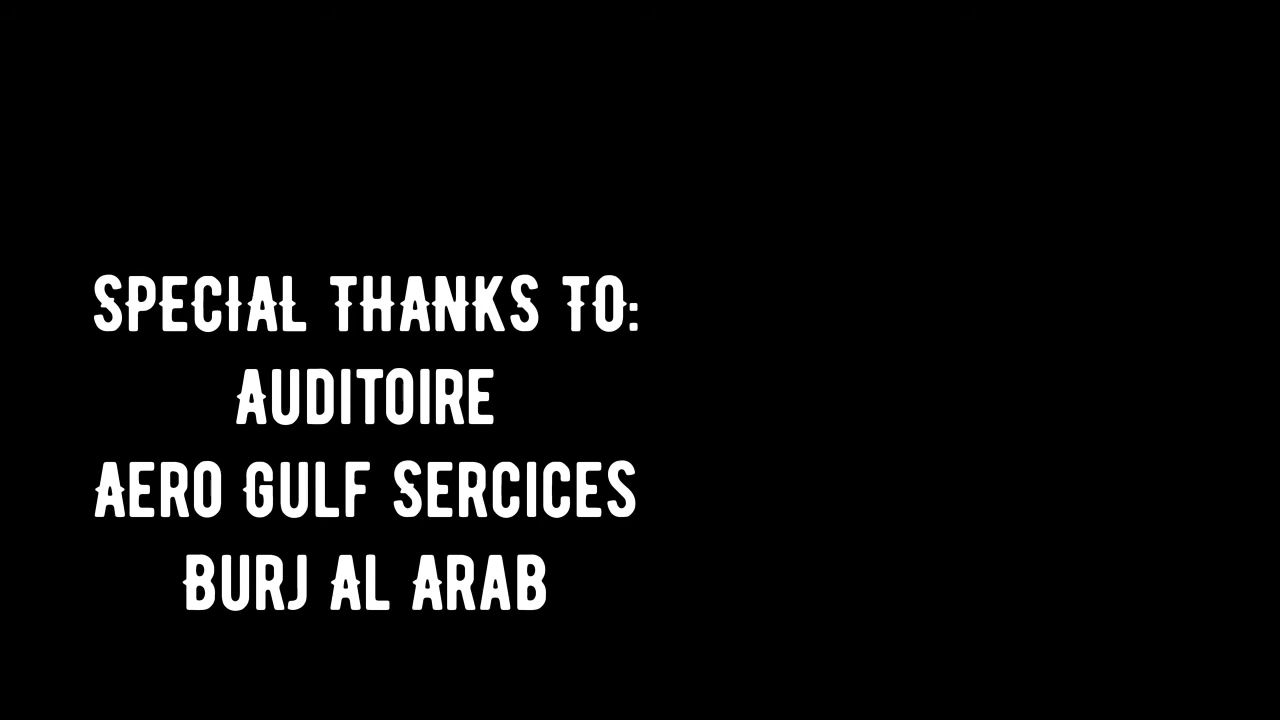 SPECIAL THANKS TO:
AUDITOIRE
AERO GULF SERCICES
BURJ AL ARAB